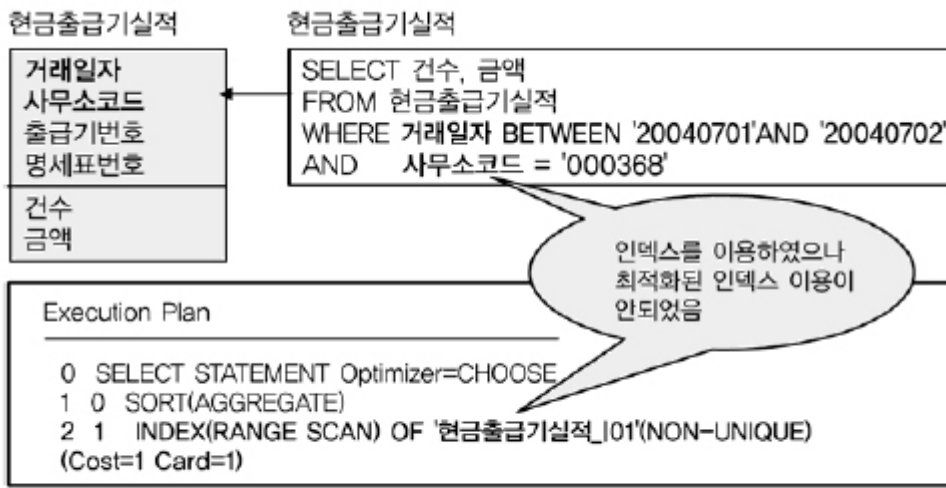 현금출급기실적
거래일자
사무소코드
출급기번호
명세표번호
건수
금액
현금출급기실적
SELECT 건수, 금액
FROM 현금출급기실적
WHERE 거래일자 BETWEEN '20040701'AND '20040702'
AND 사무소코드 = '000368'
인덱스를 이용하였으나
최적화된 인덱스 이용이
안되었음
Execution Plan
0 SELECT STATEMENT Optimizer=CHOOSE
1 0 SORT(AGGREGATE)
2 1 INDEX(RANGE SCAN) OF '현금출급기실적_I01'(NON-UNIQUE)
(Cost=1 Card=1)